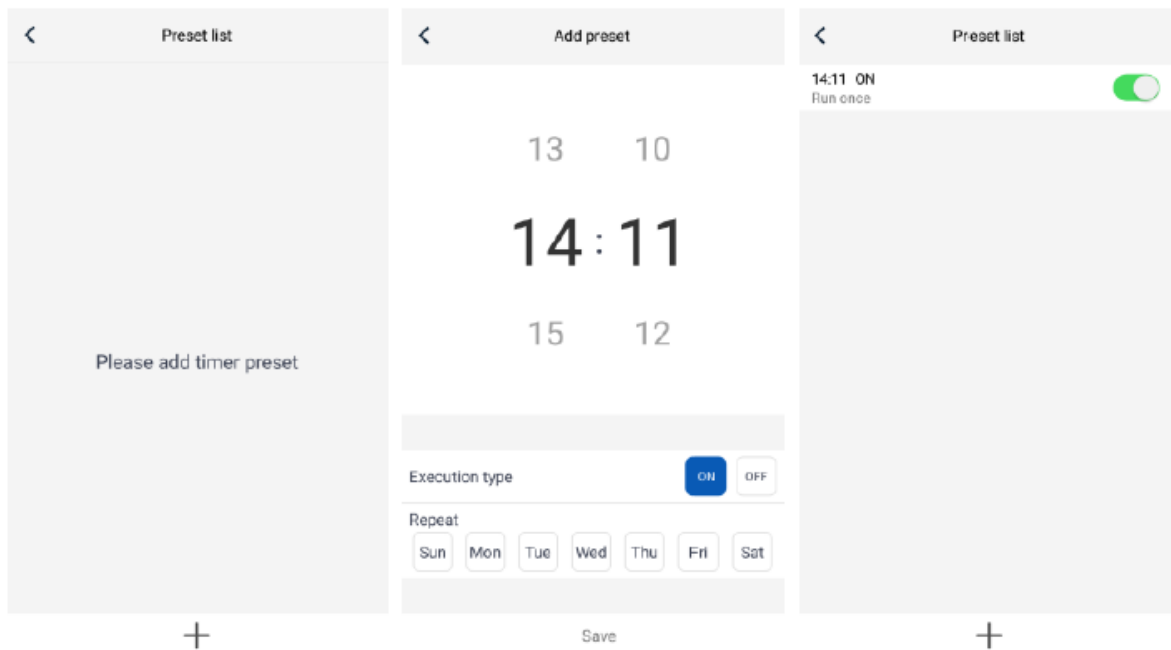 Preset list
Please add timer preset
Add preset
13 10
14 : 11
15 12
Execution type ON OFF
Repeat
Sun Mon Tue Wed Thu Fri Sat
Save
Preset list
14:11 ON
Run once